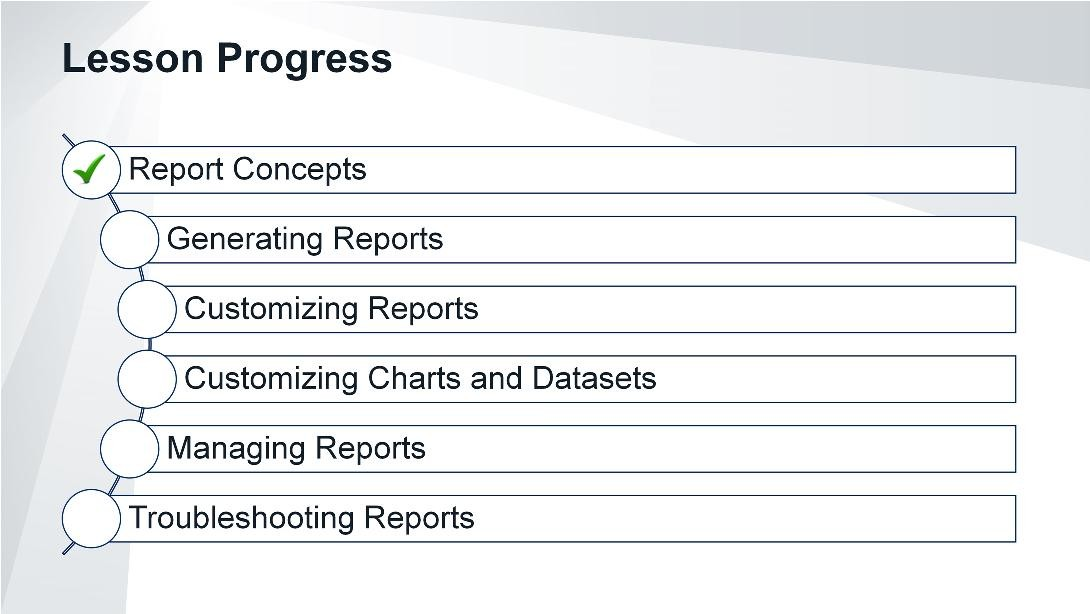 Lesson Progress
Report Concepts
Generating Reports
Customizing Reports
Customizing Charts and Datasets
Managing Reports
Troubleshooting Reports